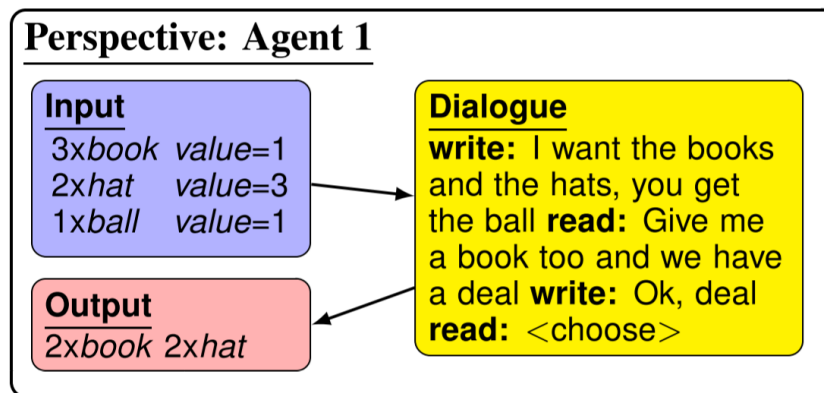 Perspective: Agent 1
Input
3xbook value=1
2xhat value=3
1xball value=1
Output
2xbook 2xhat
Dialogue
write: I want the books
and the hats, you get
the ball read: Give me
a book too and we have
a deal write: Ok, deal
read: <choose>